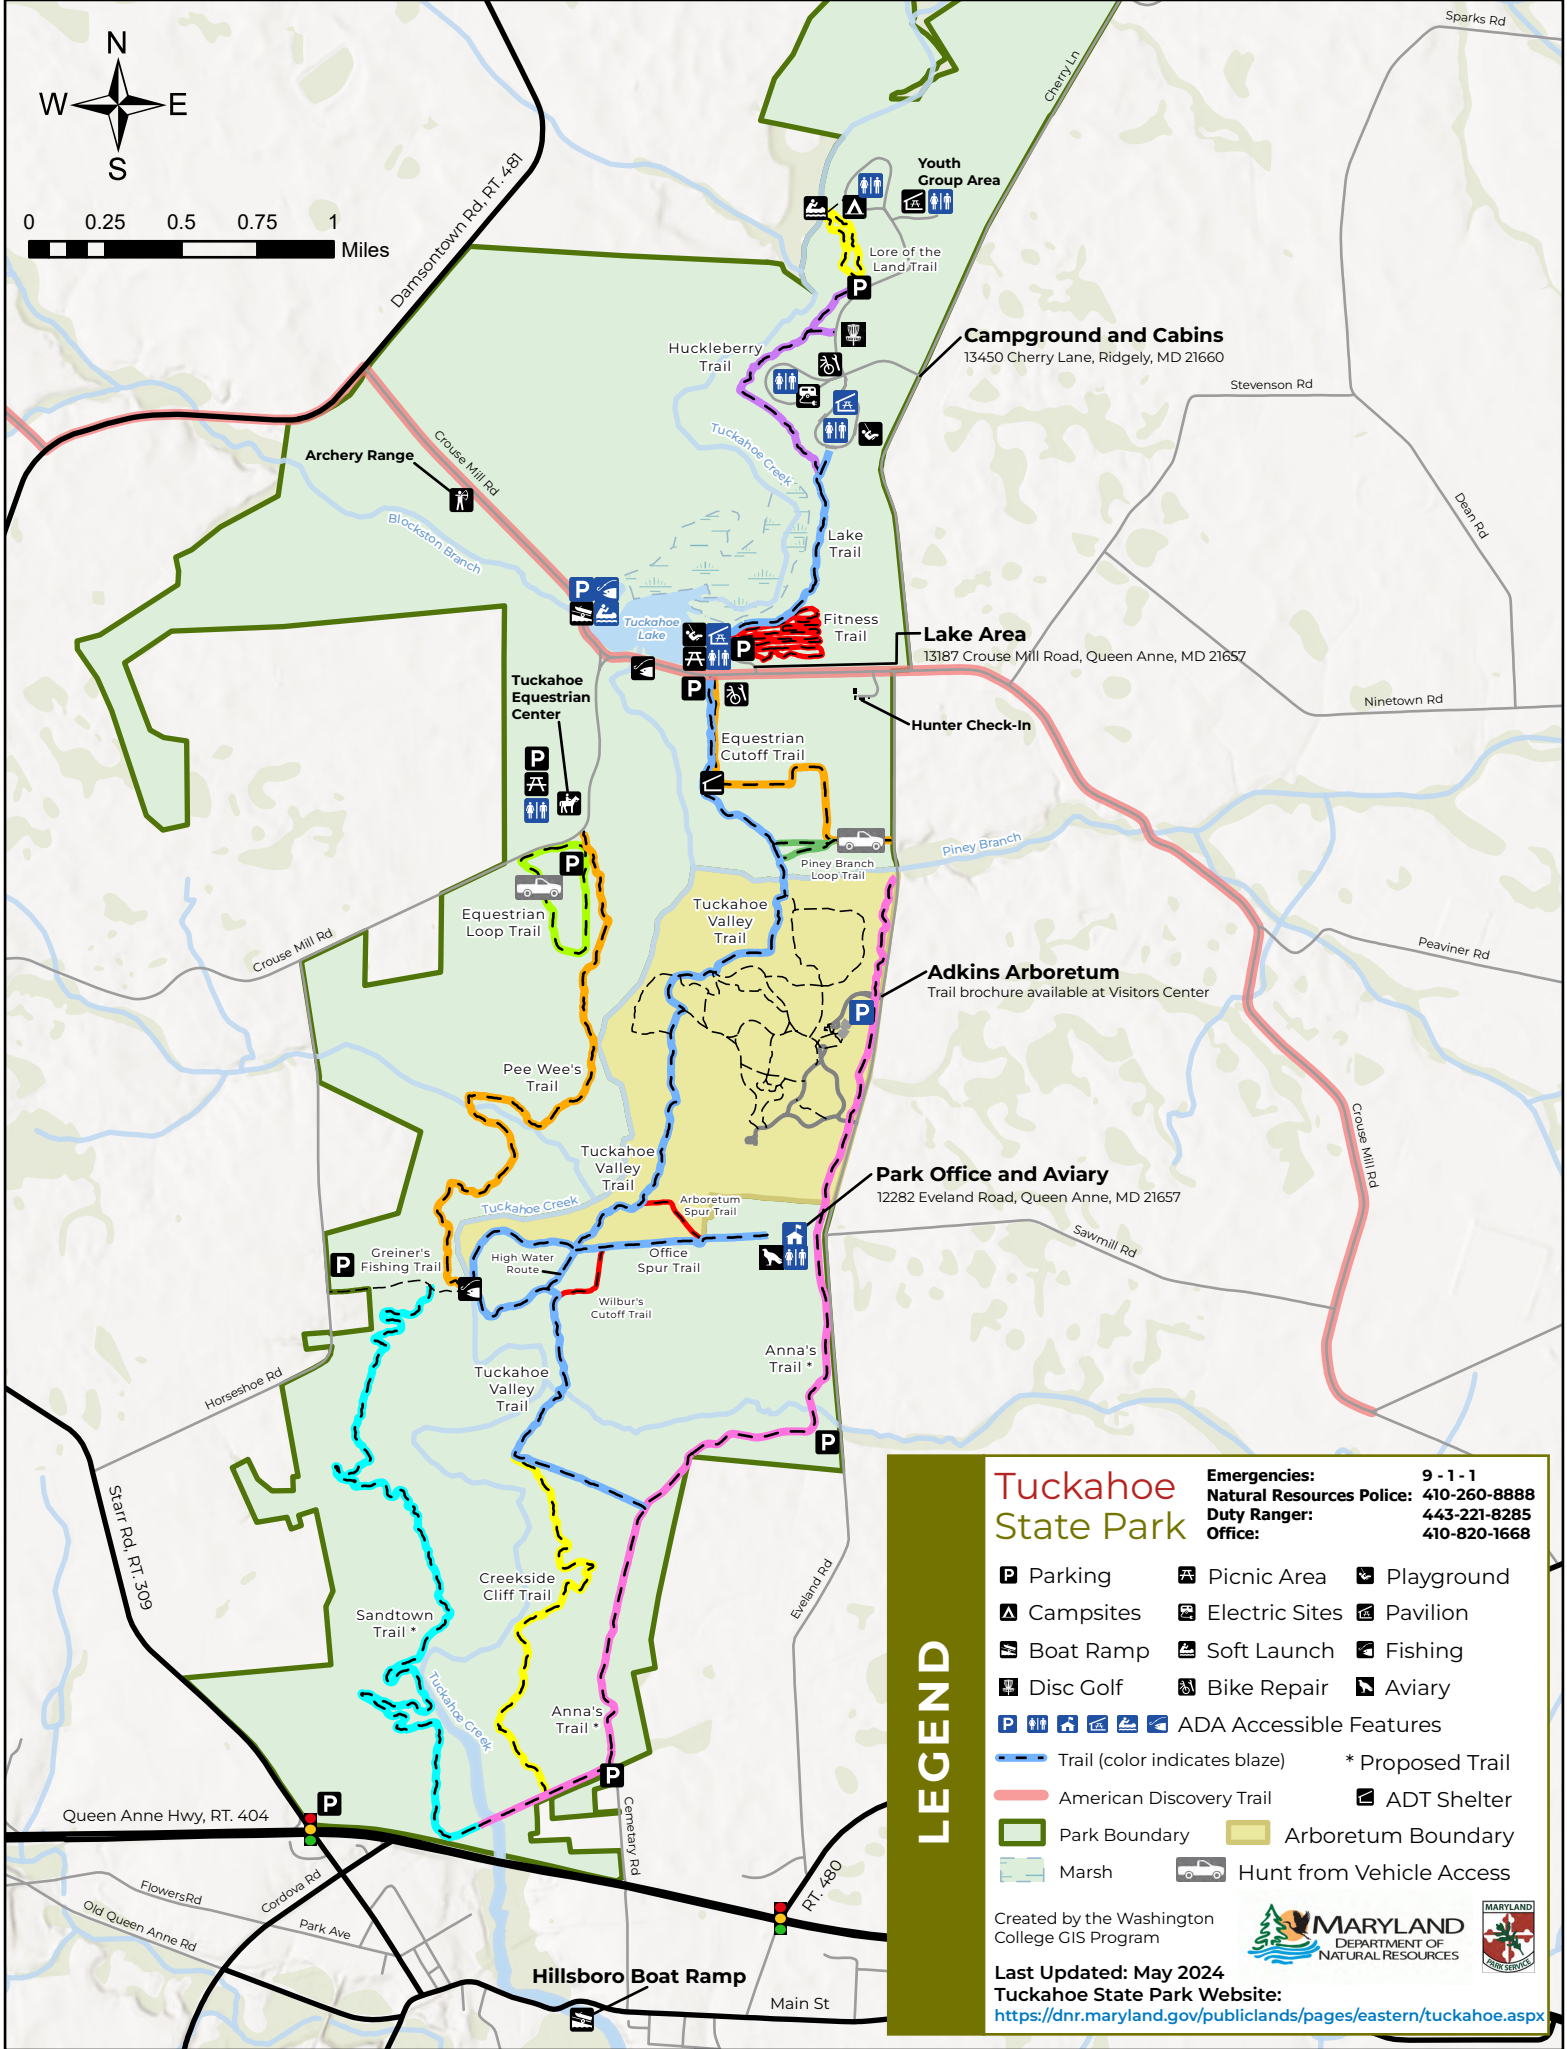 N
W
E
S
0
0.25
0.5
0.75
1
Miles
Damsontown Rd, RT. 481
Sparks Rd
Cherry Ln
Youth
Group Area
Lore of the
Land Trail
P
Huckleberry
Trail
Campground and Cabins
13450 Cherry Lane, Ridgely, MD 21660
Stevenson Rd
Archery Range
Crouse Mill Rd
Tuckahoe Creek
Dean Rd
Blockston Branch
Lake
Trail
P
Tuckahoe
Lake
P
Fitness
Trail
Lake Area
13187 Crouse Mill Road, Queen Anne, MD 21657
Tuckahoe
Equestrian
Center
P
Ninetown Rd
Hunter Check-In
Equestrian
Cutoff Trail
P
Piney Branch
P
Piney Branch
Loop Trail
Equestrian
Loop Trail
Tuckahoe
Valley
Trail
Crouse Mill Rd
Peaviner Rd
Adkins Arboretum
Trail brochure available at Visitors Center
P
Pee Wee's
Trail
Crouse Mill Rd
Tuckahoe
Valley
Trail
Park Office and Aviary
12282 Eveland Road, Queen Anne, MD 21657
Tuckahoe Creek
Arboretum
Spur Trail
Sawmill Rd
P
Greiner's
Fishing Trail
High Water
Route
Office
Spur Trail
Wilbur's
Cutoff Trail
Anna's
Trail *
Horseshoe Rd
Tuckahoe
Valley
Trail
P
Starr Rd, RT. 309
Creekside
Cliff Trail
Eveland Rd
Sandtown
Trail *
Tuckahoe Creek
Anna's
Trail *
P
P
Queen Anne Hwy, RT. 404
Cemetary Rd
RT. 480
FlowersRd
Cordova Rd
Old Queen Anne Rd
Park Ave
Hillsboro Boat Ramp
Main St
LEGEND
Tuckahoe
State Park
Emergencies: 9 - 1 - 1
Natural Resources Police: 410-260-8888
Duty Ranger: 443-221-8285
Office: 410-820-1668
P Parking
Picnic Area
Playground
Campsites
Electric Sites
Pavilion
Boat Ramp
Soft Launch
Fishing
Disc Golf
Bike Repair
Aviary
P ADA Accessible Features
Trail (color indicates blaze)
* Proposed Trail
American Discovery Trail
ADT Shelter
Park Boundary
Arboretum Boundary
Marsh
Hunt from Vehicle Access
Created by the Washington
College GIS Program
MARYLAND
DEPARTMENT OF
NATURAL RESOURCES
MARYLAND
PARK SERVICE
Last Updated: May 2024
Tuckahoe State Park Website:
https://dnr.maryland.gov/publiclands/pages/eastern/tuckahoe.aspx